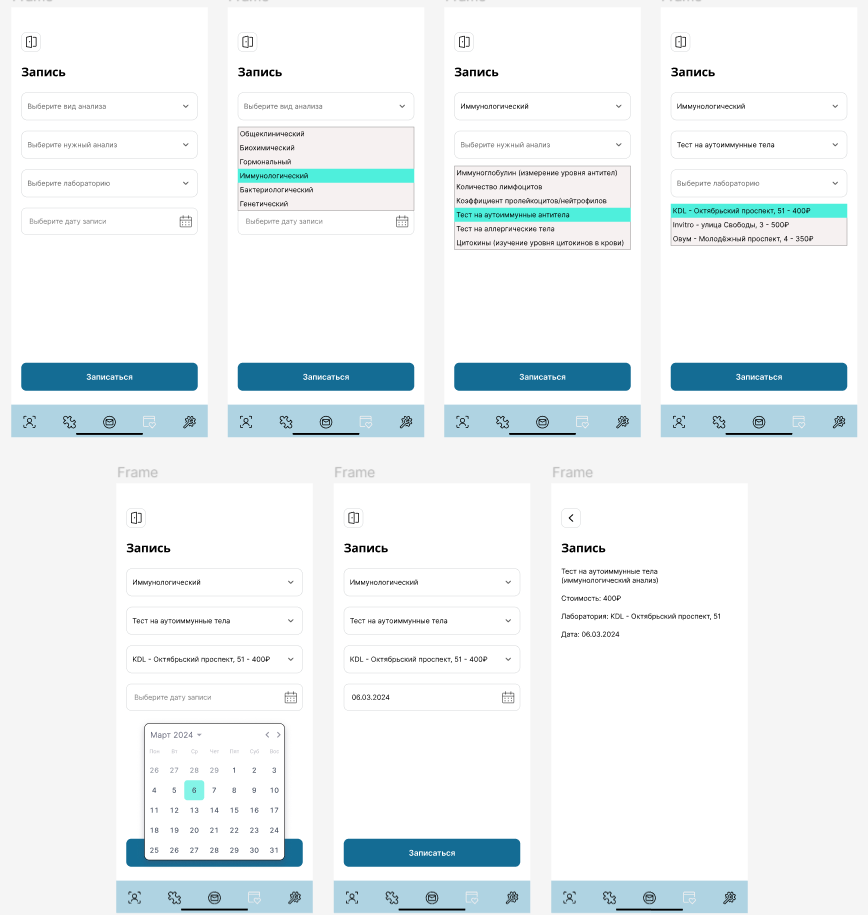 Frame
Frame
Frame
Frame
Запись
Выберите вид анализа
Выберите нужный анализ
Выберите лабораторию
Выберите дату записи
Записаться
Запись
Выберите вид анализа
Общеклинический
Биохимический
Гормональный
Иммунологический
Бактериологический
Генетический
Выберите дату записи
Записаться
Запись
Иммунологический
Выберите нужный анализ
Иммуноглобулин (измерение уровня антител)
Количество лимфоцитов
Коэффициент пролейкоцитов/нейтрофилов
Тест на аутоиммунные антитела
Тест на аллергические тела
Цитокины (изучение уровня цитокинов в крови)
Записаться
Запись
Иммунологический
Тест на аутоиммунные тела
Выберите лабораторию
KDL - Октябрьский проспект, 51 - 400₽
Invitro - улица Свободы, 3 - 500₽
Овум - Молодёжный проспект, 4 - 350₽
Записаться
Frame
Запись
Иммунологический
Тест на аутоиммунные тела
KDL - Октябрьский проспект, 51 - 400₽
Выберите дату записи
Март 2024
Пон Вт Ср Чет Пят Суб Вос
26 27 28 29 1 2 3
4 5 6 7 8 9 10
11 12 13 14 15 16 17
18 19 20 21 22 23 24
25 26 27 28 29 30 31
Frame
Запись
Иммунологический
Тест на аутоиммунные тела
KDL - Октябрьский проспект, 51 - 400₽
06.03.2024
Записаться
Frame
Запись
Тест на аутоиммунные тела
(иммунологический анализ)
Стоимость: 400₽
Лаборатория: KDL - Октябрьский проспект, 51
Дата: 06.03.2024